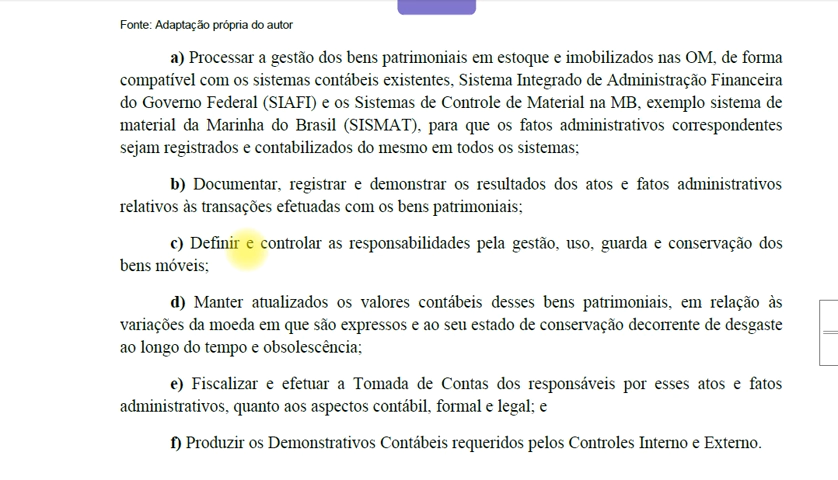 Fonte: Adaptação própria do autor
a) Processar a gestão dos bens patrimoniais em estoque e imobilizados nas OM, de forma
compatível com os sistemas contábeis existentes, Sistema Integrado de Administração Financeira
do Governo Federal (SIAFI) e os Sistemas de Controle de Material na MB, exemplo sistema de
material da Marinha do Brasil (SISMAT), para que os fatos administrativos correspondentes
sejam registrados e contabilizados do mesmo em todos os sistemas;
b) Documentar, registrar e demonstrar os resultados dos atos e fatos administrativos
relativos às transações efetuadas com os bens patrimoniais;
c) Definir e controlar as responsabilidades pela gestão, uso, guarda e conservação dos
bens móveis;
d) Manter atualizados os valores contábeis desses bens patrimoniais, em relação às
variações da moeda em que são expressos e ao seu estado de conservação decorrente de desgaste
ao longo do tempo e obsolescência;
e) Fiscalizar e efetuar a Tomada de Contas dos responsáveis por esses atos e fatos
administrativos, quanto aos aspectos contábil, formal e legal; e
f) Produzir os Demonstrativos Contábeis requeridos pelos Controles Interno e Externo.